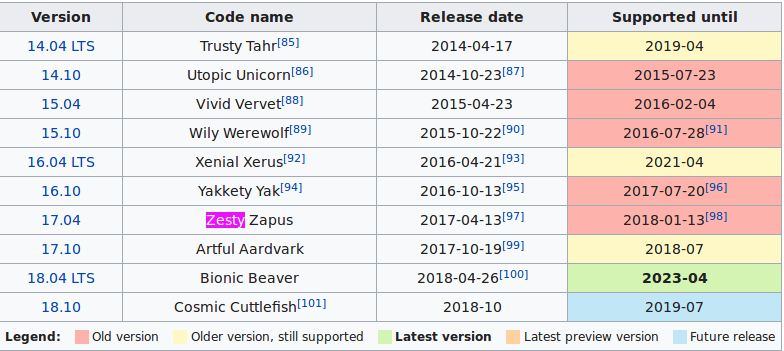 Version Code name Release date Supported until
14.04 LTS Trusty Tahr[85] 2014-04-17 2019-04
14.10 Utopic Unicorn[86] 2014-10-23[87] 2015-07-23
15.04 Vivid Vervet[88] 2015-04-23 2016-02-04
15.10 Wily Werewolf[89] 2015-10-22[90] 2016-07-28[91]
16.04 LTS Xenial Xerus[92] 2016-04-21[93] 2021-04
16.10 Yakkety Yak[94] 2016-10-13[95] 2017-07-20[96]
17.04 Zesty Zapus 2017-04-13[97] 2018-01-13[98]
17.10 Artful Aardvark 2017-10-19[99] 2018-07
18.04 LTS Bionic Beaver 2018-04-26[100] 2023-04
18.10 Cosmic Cuttlefish[101] 2018-10 2019-07
Legend: Old version Older version, still supported Latest version Latest preview version Future release